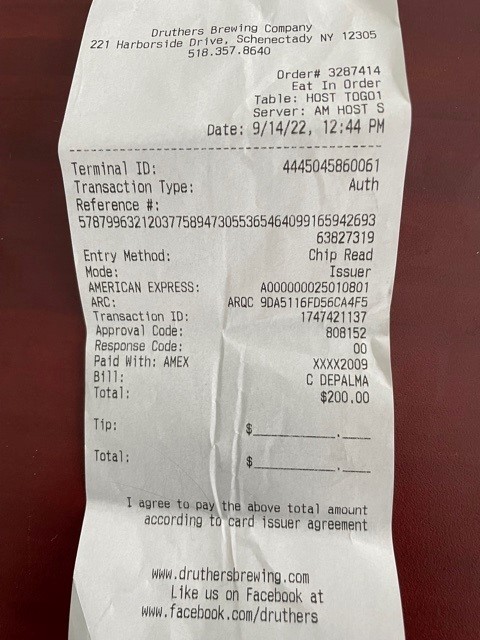 Druthers Brewing Company
221 Harborside Drive, Schenectady NY 12305
518.357.8640
Order# 3287414
Eat In Order
Table: HOST TOGO1
Server: AM HOST S
Date: 9/14/22, 12:44 PM
Terminal ID: 4445045860061
Transaction Type: Auth
Reference #:
578799632120377589473055365464099165942693
63827319
Entry Method: Chip Read
Mode: Issuer
AMERICAN EXPRESS: A000000025010801
ARC: ARQC 9DA5116FD56CA4F5
Transaction ID: 1747421137
Approval Code: 808152
Response Code: 00
Paid With: AMEX XXXX2009
Bill: C DEPALMA
Total: $200.00
Tip: $__________.____
Total: $__________.____
I agree to pay the above total amount
according to card issuer agreement
www.druthersbrewing.com
Like us on Facebook at
www.facebook.com/druthers